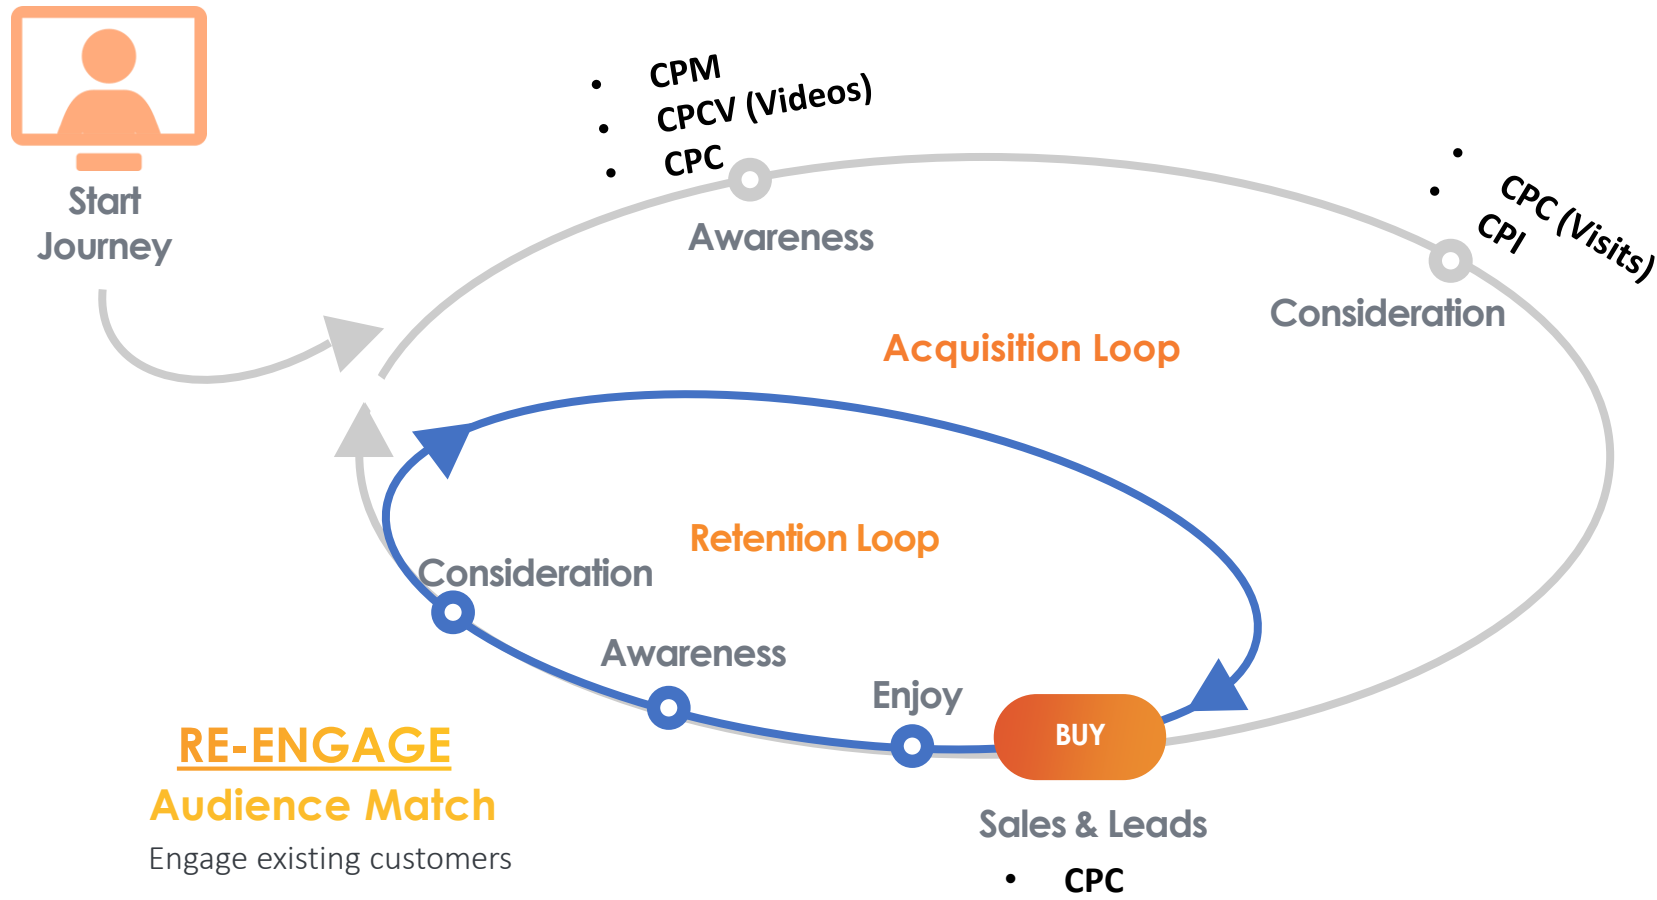 Start
Journey
• CPM
• CPCV (Videos)
• CPC
Awareness
• CPC (Visits)
• CPI
Consideration
Acquisition Loop
Retention Loop
Consideration
Awareness
Enjoy
BUY
Sales & Leads
• CPC
RE-ENGAGE
Audience Match
Engage existing customers